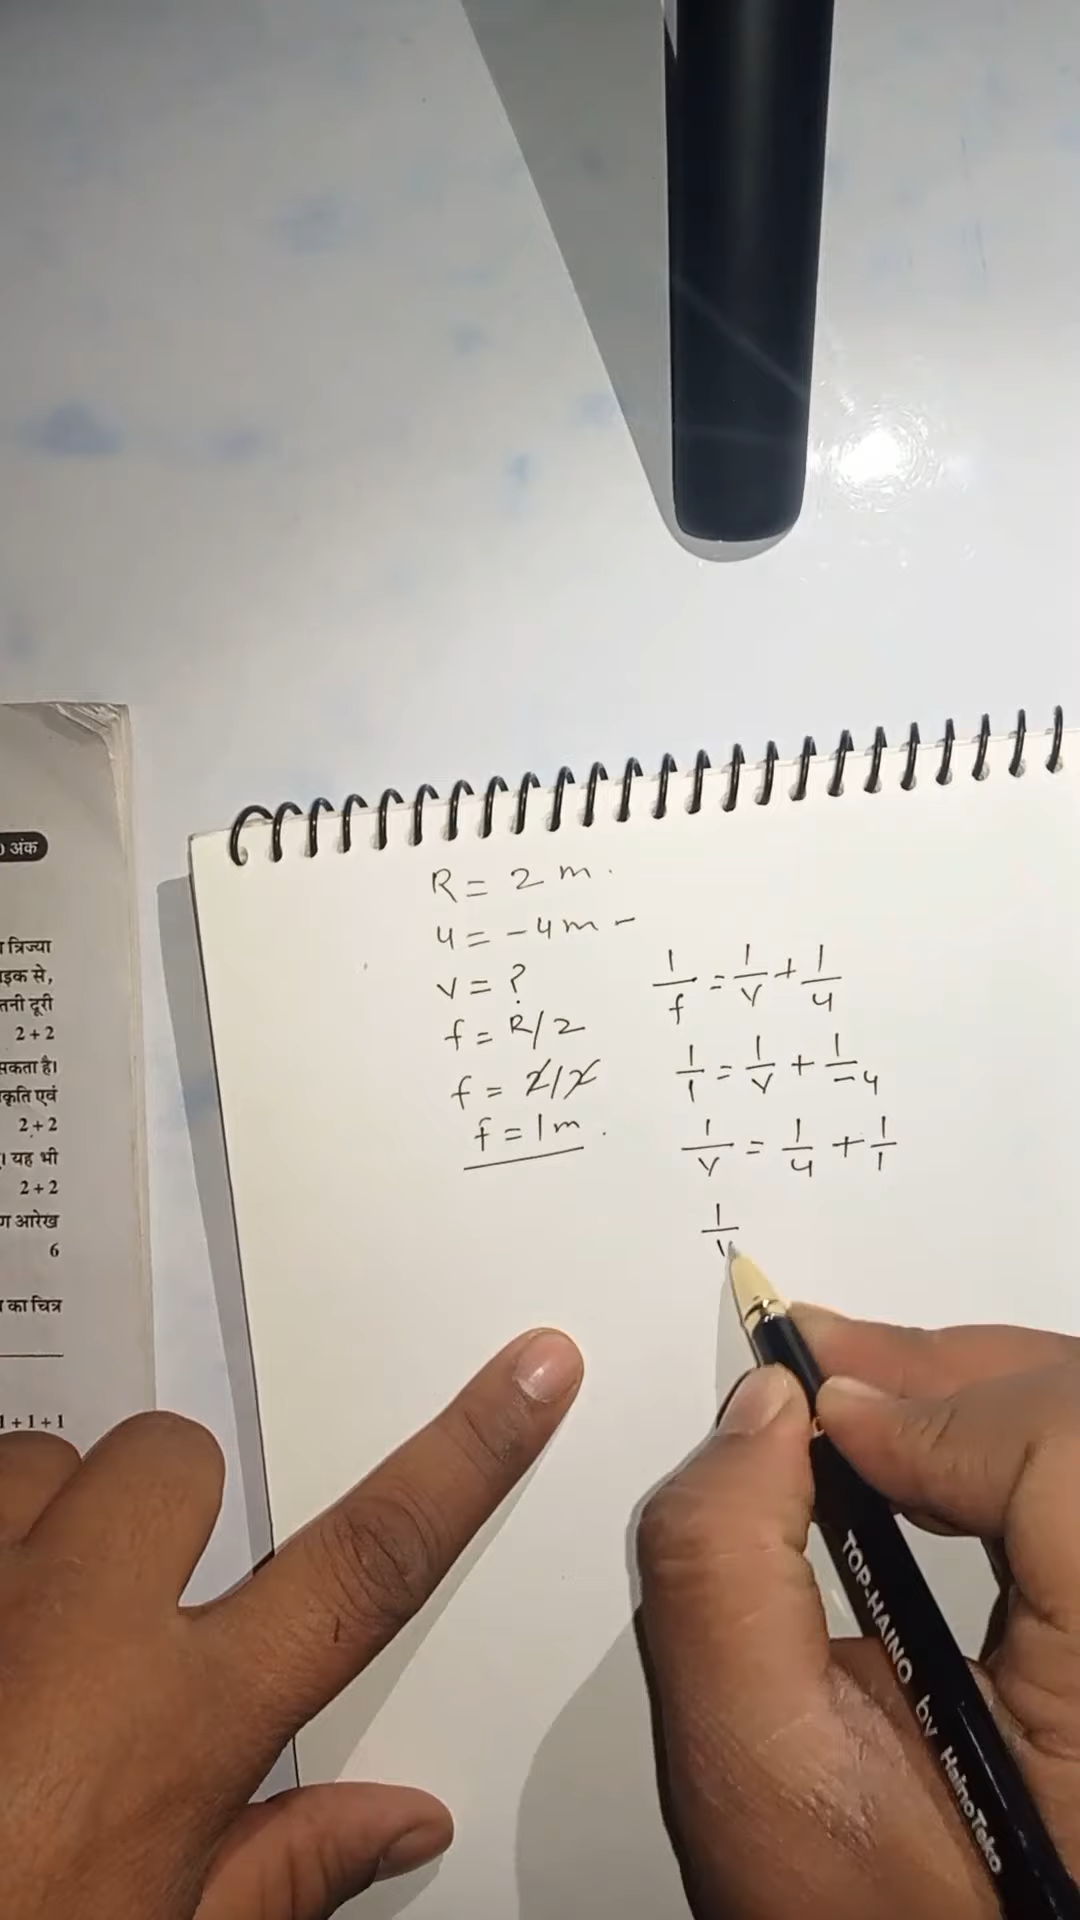 ) अंक
त्रिज्या
इक से,
तनी दूरी
2 + 2
सकता है।
कृति एवं
2 + 2
। यह भी
2 + 2
ग आरेख
6
का चित्र
1 + 1 + 1
R = 2 m.
u = -4m -
v = ?
f = R/2
f = 2/2
f = 1m.
1/f = 1/v + 1/u
1/1 = 1/v + 1/-4
1/v = 1/4 + 1/1
1/v
TOP-HAINO by HainoTeko